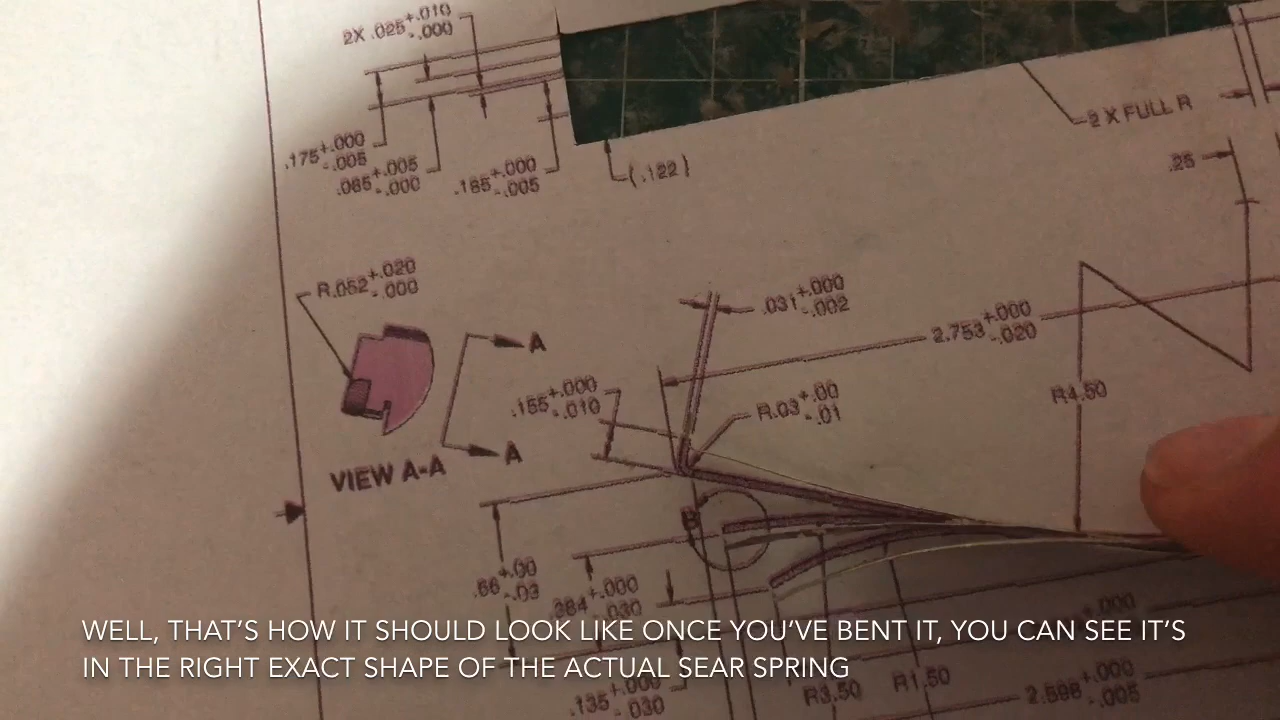 2X .025+.010
-.000
.175+.000
-.005
.085+.005
-.000
.185+.000
-.005
(.122)
2 X FULL R
.25
R.052+.020
-.000
A
A
VIEW A-A
.031+.000
-.002
2.753+.000
-.020
.155+.000
-.010
R.03+.00
-.01
R4.50
B
.66+.00
-.03
.384+.000
-.030
+.000
WELL, THAT'S HOW IT SHOULD LOOK LIKE ONCE YOU'VE BENT IT, YOU CAN SEE IT'S
IN THE RIGHT EXACT SHAPE OF THE ACTUAL SEAR SPRING
.135+.000
-.030
R3.50
R1.50
2.598+.000
-.005